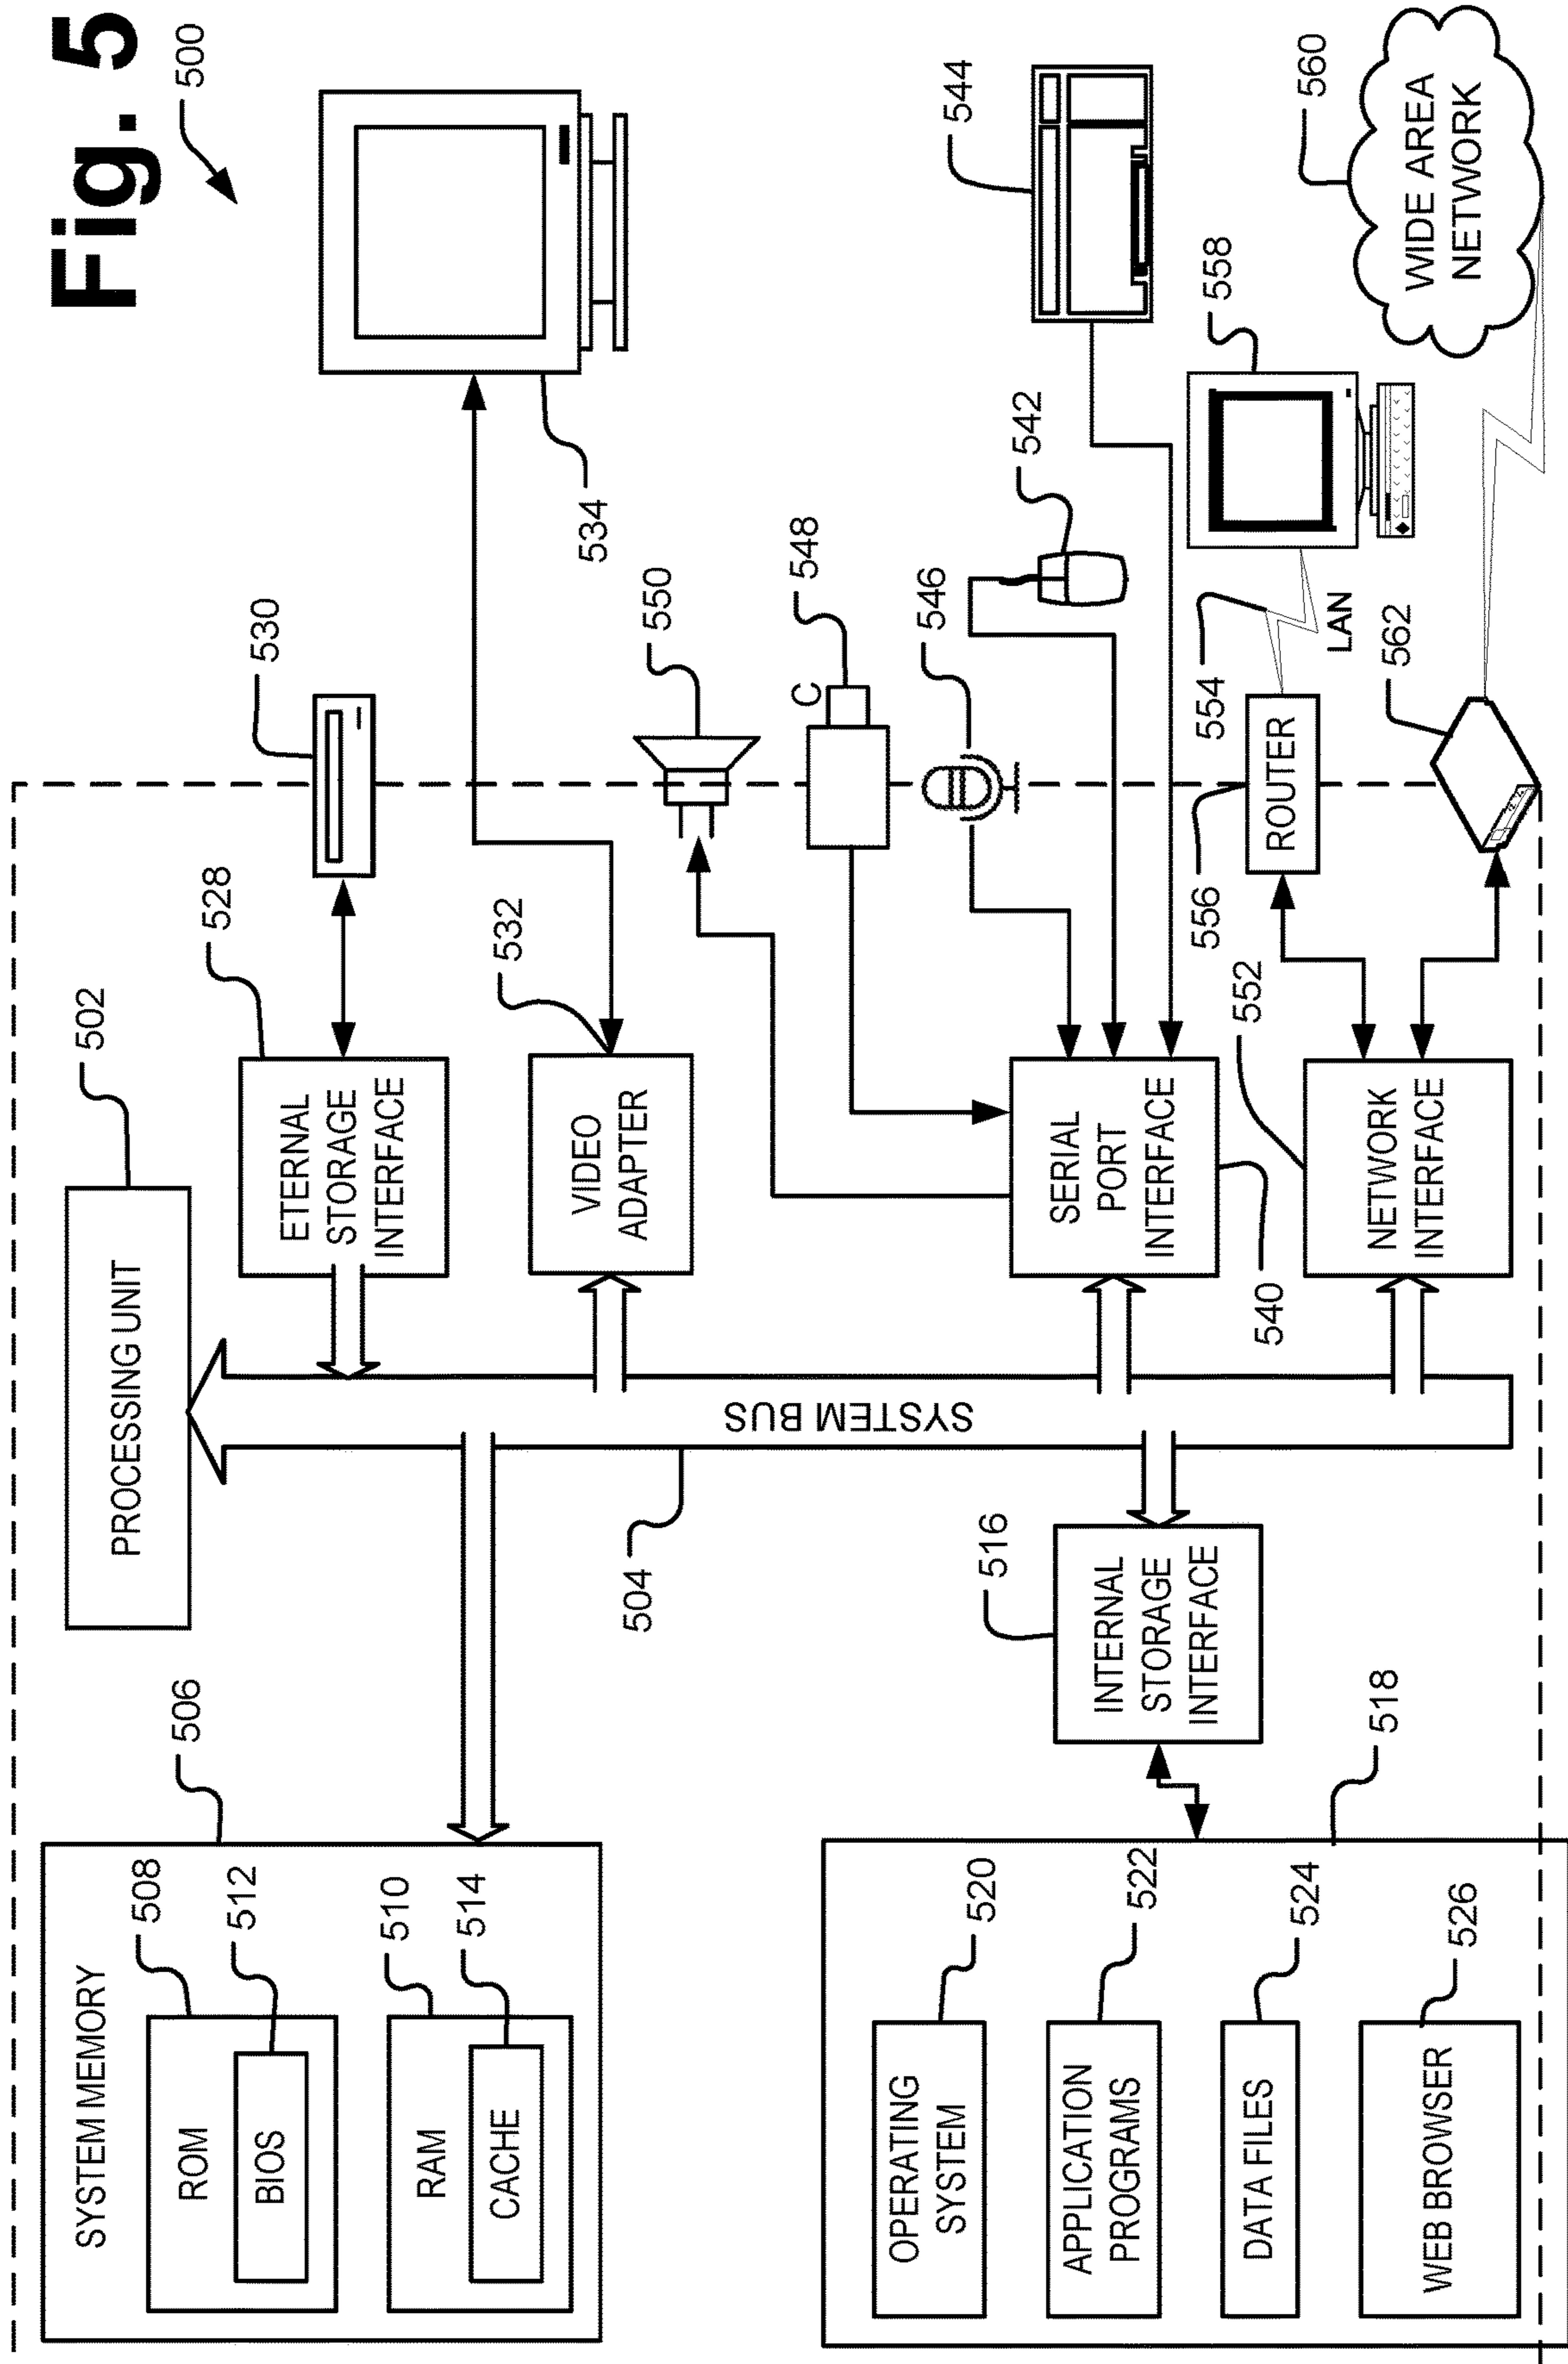 Fig. 5
500
SYSTEM MEMORY
506
ROM
508
BIOS
512
RAM
510
CACHE
514
PROCESSING UNIT
502
ETERNAL
STORAGE
INTERFACE
528
530
VIDEO
ADAPTER
532
534
SYSTEM BUS
504
550
C
548
546
542
544
SERIAL
PORT
INTERFACE
540
INTERNAL
STORAGE
INTERFACE
516
518
OPERATING
SYSTEM
520
APPLICATION
PROGRAMS
522
DATA FILES
524
WEB BROWSER
526
NETWORK
INTERFACE
552
ROUTER
556
554
LAN
558
562
WIDE AREA
NETWORK
560